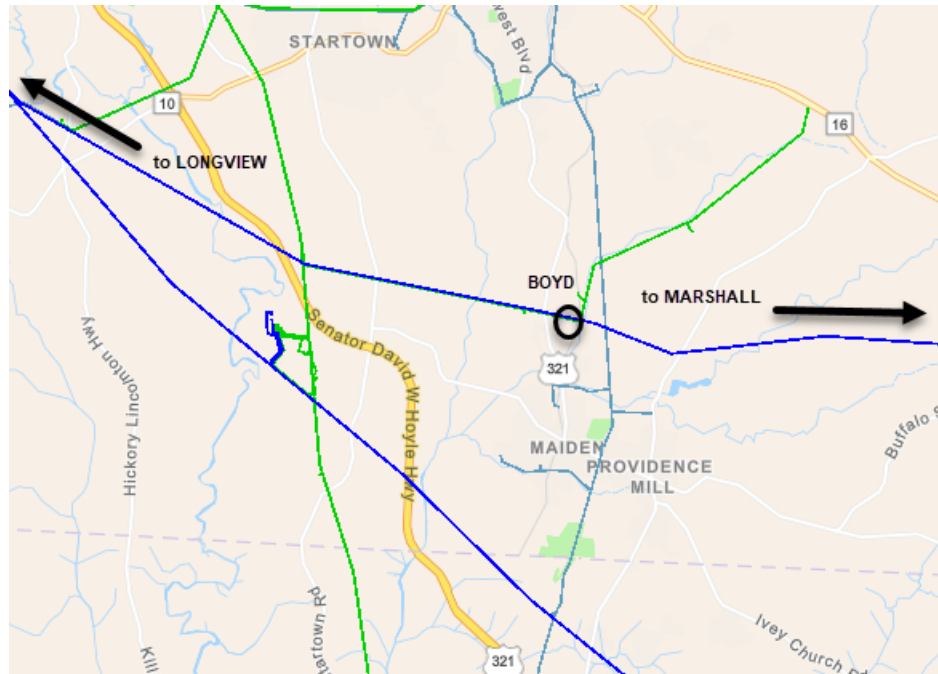 STARTOWN
west Blvd
10
16
to LONGVIEW
BOYD
to MARSHALL
Senator David W Hoyle Hwy
321
Hickory Lincolnton Hwy
Buffalo S
MAIDEN
PROVIDENCE
MILL
Startown Rd
Kill
Ivey Church
321